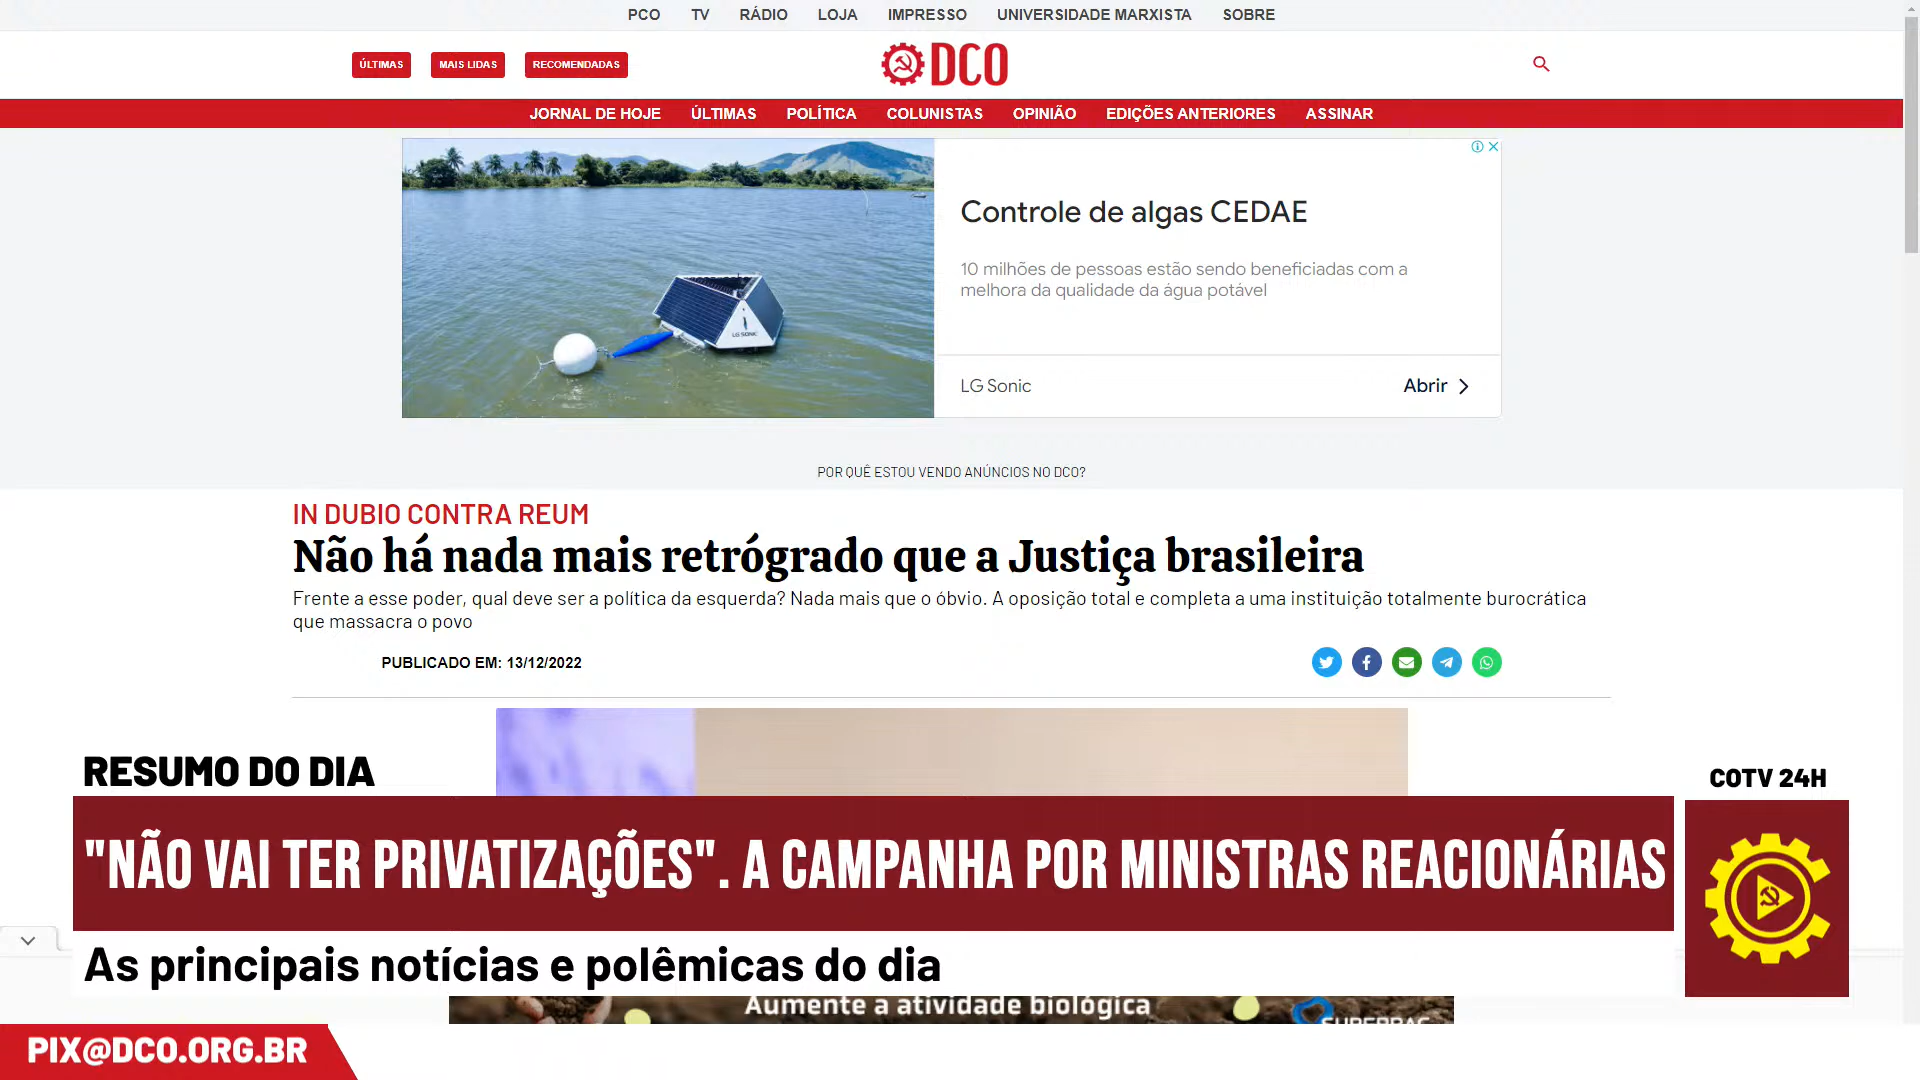 PCO TV RÁDIO LOJA IMPRESSO UNIVERSIDADE MARXISTA SOBRE
ÚLTIMAS MAIS LIDAS RECOMENDADAS
DCO
JORNAL DE HOJE ÚLTIMAS POLÍTICA COLUNISTAS OPINIÃO EDIÇÕES ANTERIORES ASSINAR
Controle de algas CEDAE
10 milhões de pessoas estão sendo beneficiadas com a
melhora da qualidade da água potável
LG SONIC
LG Sonic Abrir
POR QUÊ ESTOU VENDO ANÚNCIOS NO DCO?
IN DUBIO CONTRA REUM
Não há nada mais retrógrado que a Justiça brasileira
Frente a esse poder, qual deve ser a política da esquerda? Nada mais que o óbvio. A oposição total e completa a uma instituição totalmente burocrática
que massacra o povo
PUBLICADO EM: 13/12/2022
RESUMO DO DIA
COTV 24H
"NÃO VAI TER PRIVATIZAÇÕES". A CAMPANHA POR MINISTRAS REACIONÁRIAS
As principais notícias e polêmicas do dia
Aumente a atividade biológica
PIX@DCO.ORG.BR